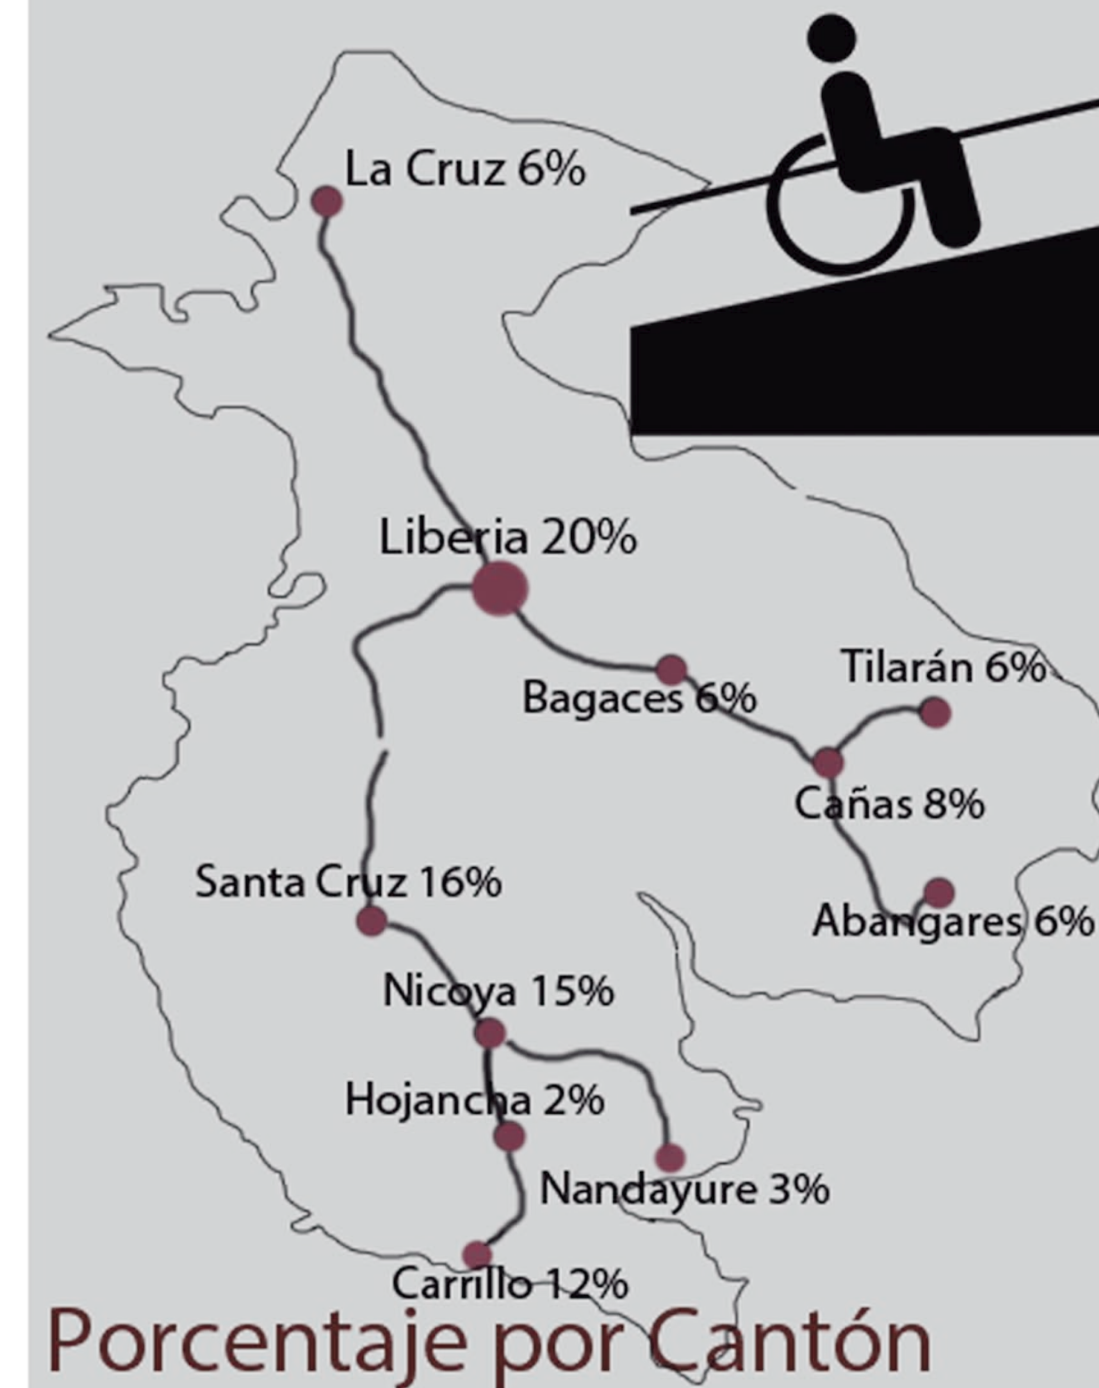 La Cruz 6%
Liberia 20%
Bagaces 6%
Tilarán 6%
Cañas 8%
Santa Cruz 16%
Abangares 6%
Nicoya 15%
Hojancha 2%
Nandayure 3%
Carrillo 12%
Porcentaje por Cantón